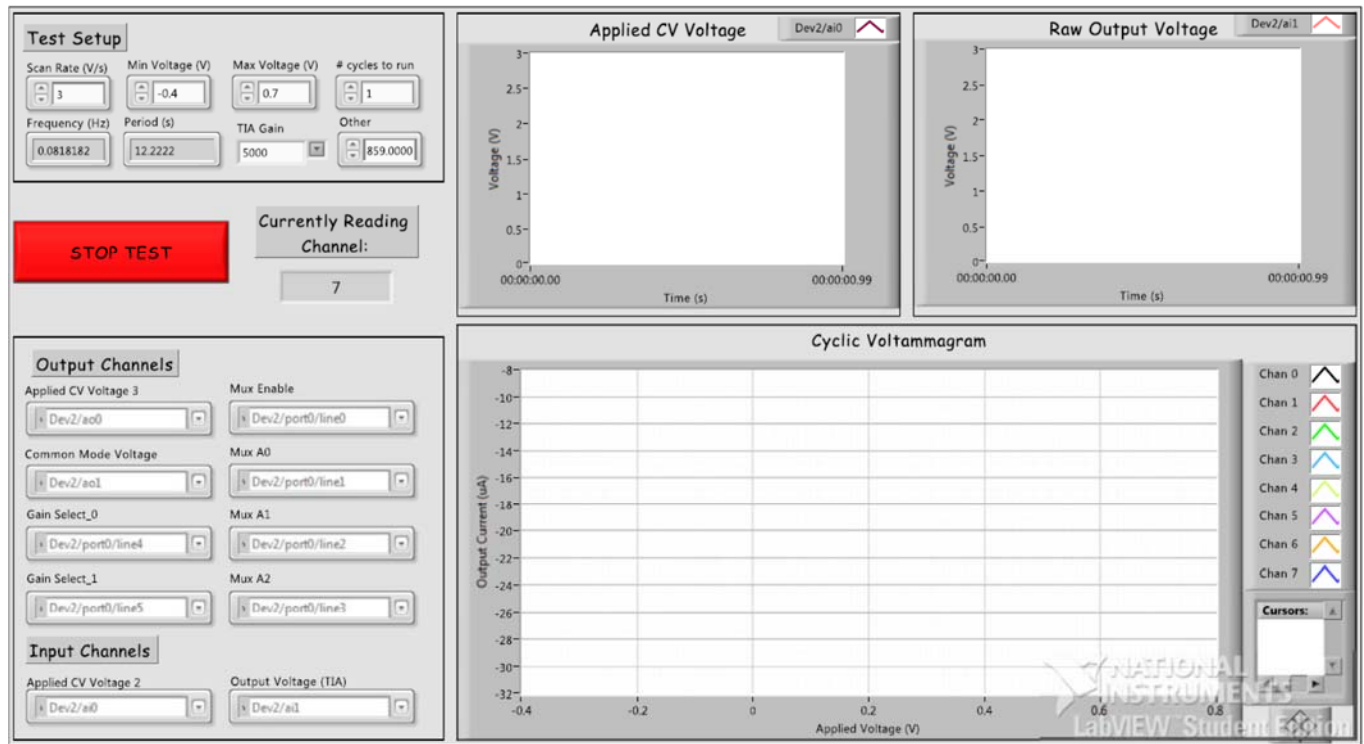 Test Setup
Scan Rate (V/s) Min Voltage (V) Max Voltage (V) # cycles to run
3 -0.4 0.7 1
Frequency (Hz) Period (s) TIA Gain Other
0.0818182 12.2222 5000 859.0000
STOP TEST
Currently Reading
Channel:
7
Output Channels
Applied CV Voltage 3 Mux Enable
Dev2/ao0 Dev2/port0/line0
Common Mode Voltage Mux A0
Dev2/ao1 Dev2/port0/line1
Gain Select_0 Mux A1
Dev2/port0/line4 Dev2/port0/line2
Gain Select_1 Mux A2
Dev2/port0/line5 Dev2/port0/line3
Input Channels
Applied CV Voltage 2 Output Voltage (TIA)
Dev2/ai0 Dev2/ai1
Applied CV Voltage Dev2/ai0
Voltage (V)
3
2.5
2
1.5
1
0.5
0
00:00:00.00 00:00:00.99
Time (s)
Raw Output Voltage Dev2/ai1
Voltage (V)
3
2.5
2
1.5
1
0.5
0
00:00:00.00 00:00:00.99
Time (s)
Cyclic Voltammagram
Output Current (uA)
-8
-10
-12
-14
-16
-18
-20
-22
-24
-26
-28
-30
-32
-0.4 -0.2 0 0.2 0.4 0.6 0.8
Applied Voltage (V)
Chan 0
Chan 1
Chan 2
Chan 3
Chan 4
Chan 5
Chan 6
Chan 7
Cursors:
NATIONAL
INSTRUMENTS
LabVIEW Student Edition